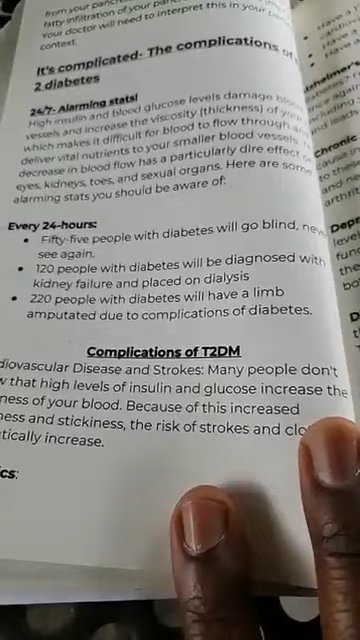 from your pancreas
fatty infiltration of your
your doctor will need to interpret this in your
context.
It's complicated- The complications of
2 diabetes
24/7- Alarming stats!
High insulin and blood glucose levels damage
vessels and increase the viscosity (thickness) of
which makes it difficult for blood to flow through
deliver vital nutrients to your smaller blood vessels.
decrease in blood flow has a particularly dire effect
eyes, kidneys, toes, and sexual organs. Here are some
alarming stats you should be aware of:
Every 24-hours:
• Fifty-five people with diabetes will go blind,
see again.
• 120 people with diabetes will be diagnosed with
kidney failure and placed on dialysis
• 220 people with diabetes will have a limb
amputated due to complications of diabetes.
Complications of T2DM
diovascular Disease and Strokes: Many people don't
w that high levels of insulin and glucose increase the
ness of your blood. Because of this increased
ness and stickiness, the risk of strokes and clo
tically increase.
cs:
• Have a
• Have a
Chronic